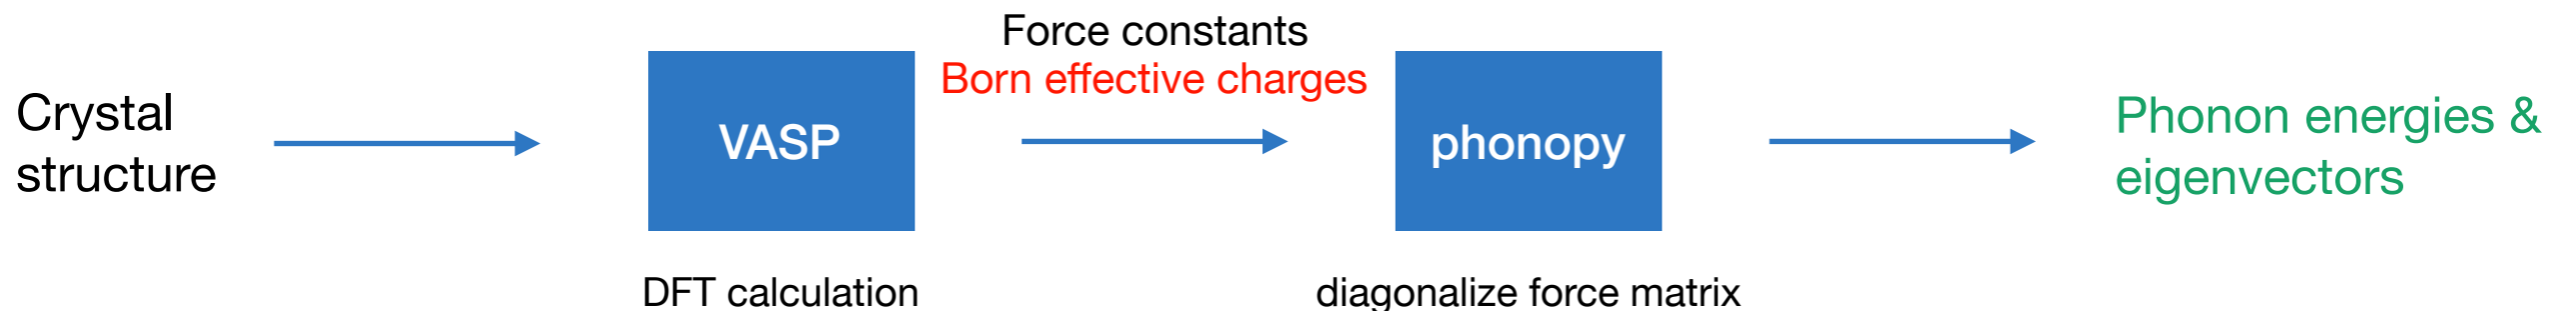 Crystal
structure
VASP
DFT calculation
Force constants
Born effective charges
phonopy
diagonalize force matrix
Phonon energies &
eigenvectors